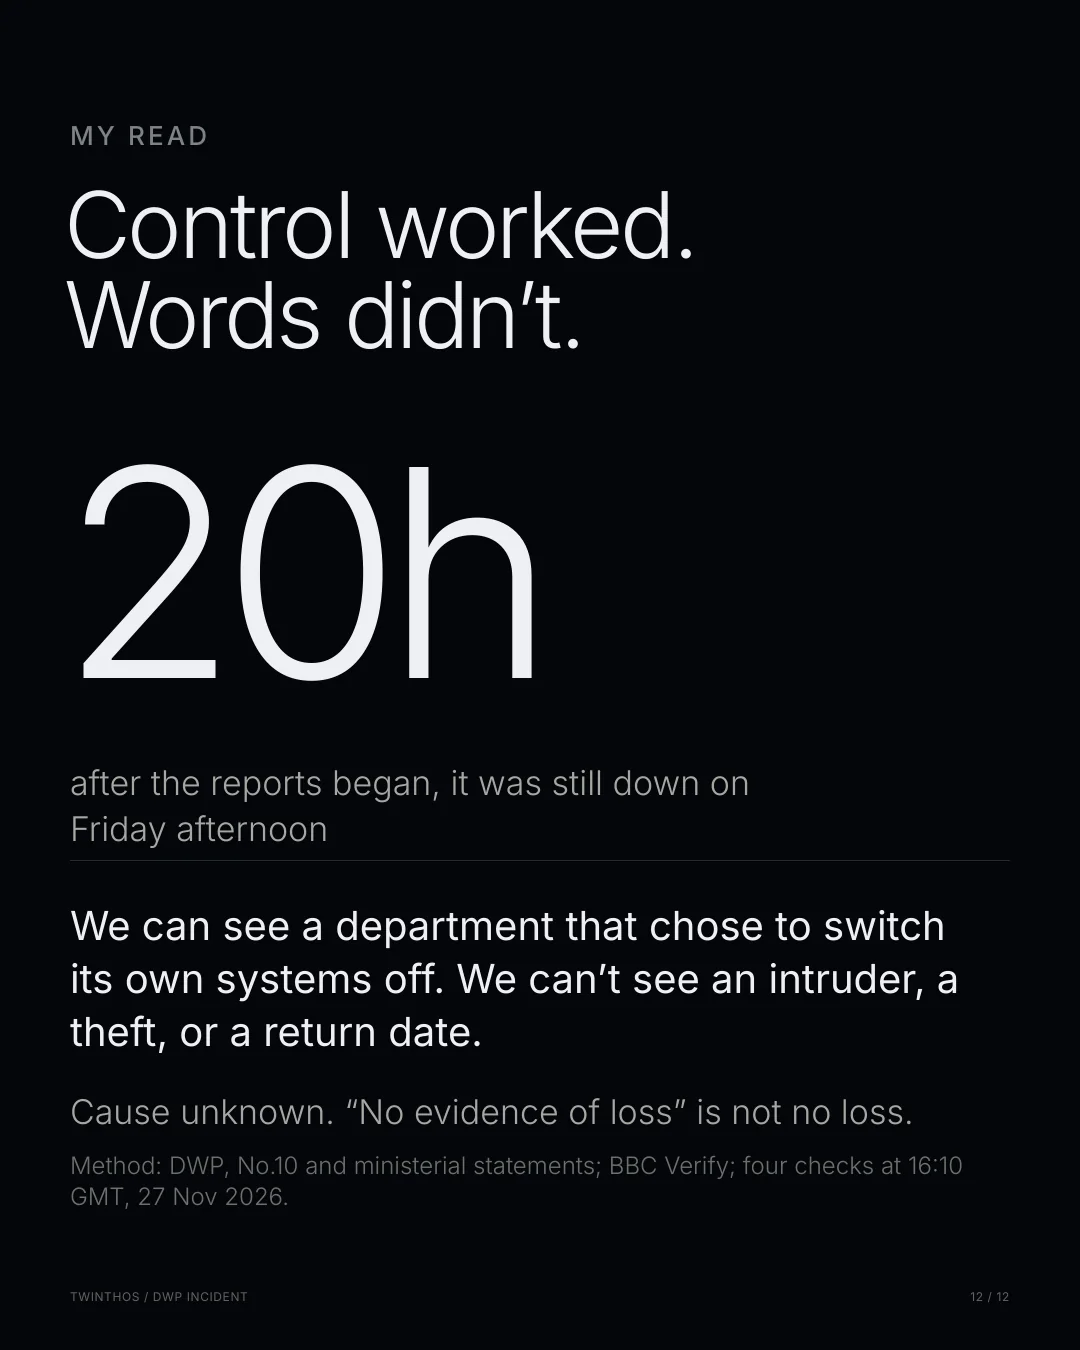 MY READ
Control worked.
Words didn’t.
20h
after the reports began, it was still down on
Friday afternoon
We can see a department that chose to switch
its own systems off. We can’t see an intruder, a
theft, or a return date.
Cause unknown. “No evidence of loss” is not no loss.
Method: DWP, No.10 and ministerial statements; BBC Verify; four checks at 16:10
GMT, 27 Nov 2026.
TWINTHOS / DWP INCIDENT
12 / 12